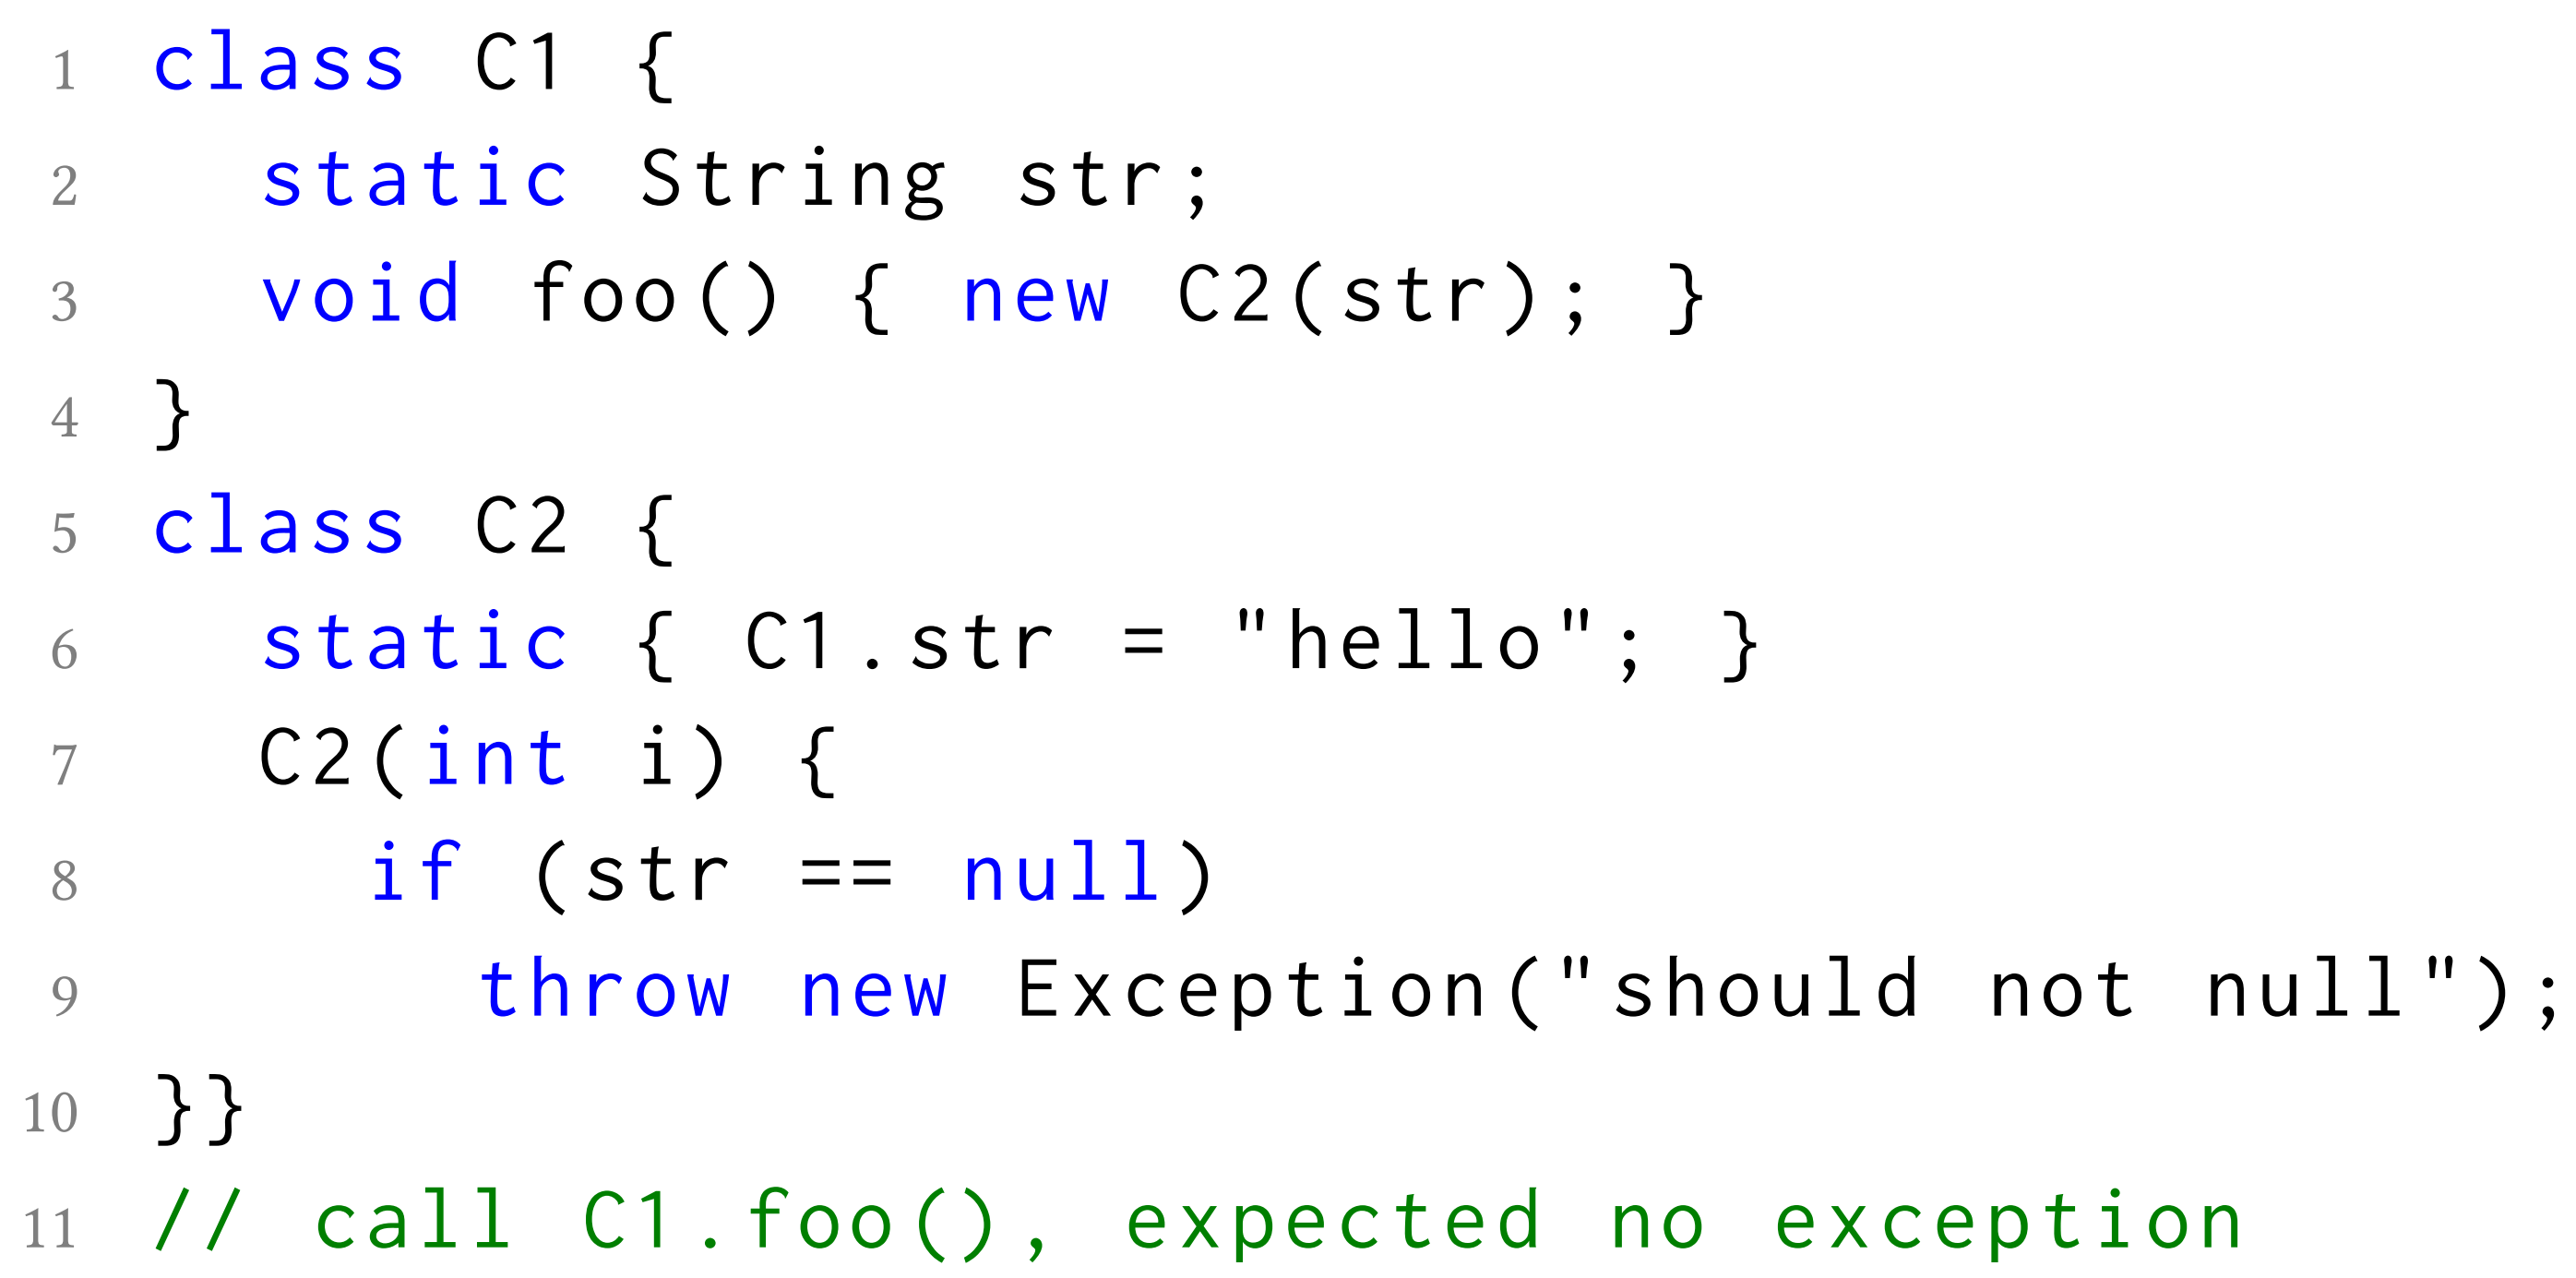 1 class C1 {
2   static String str;
3   void foo() { new C2(str); }
4 }
5 class C2 {
6   static { C1.str = "hello"; }
7   C2(int i) {
8     if (str == null)
9       throw new Exception("should not null");
10 }}
11 // call C1.foo(), expected no exception